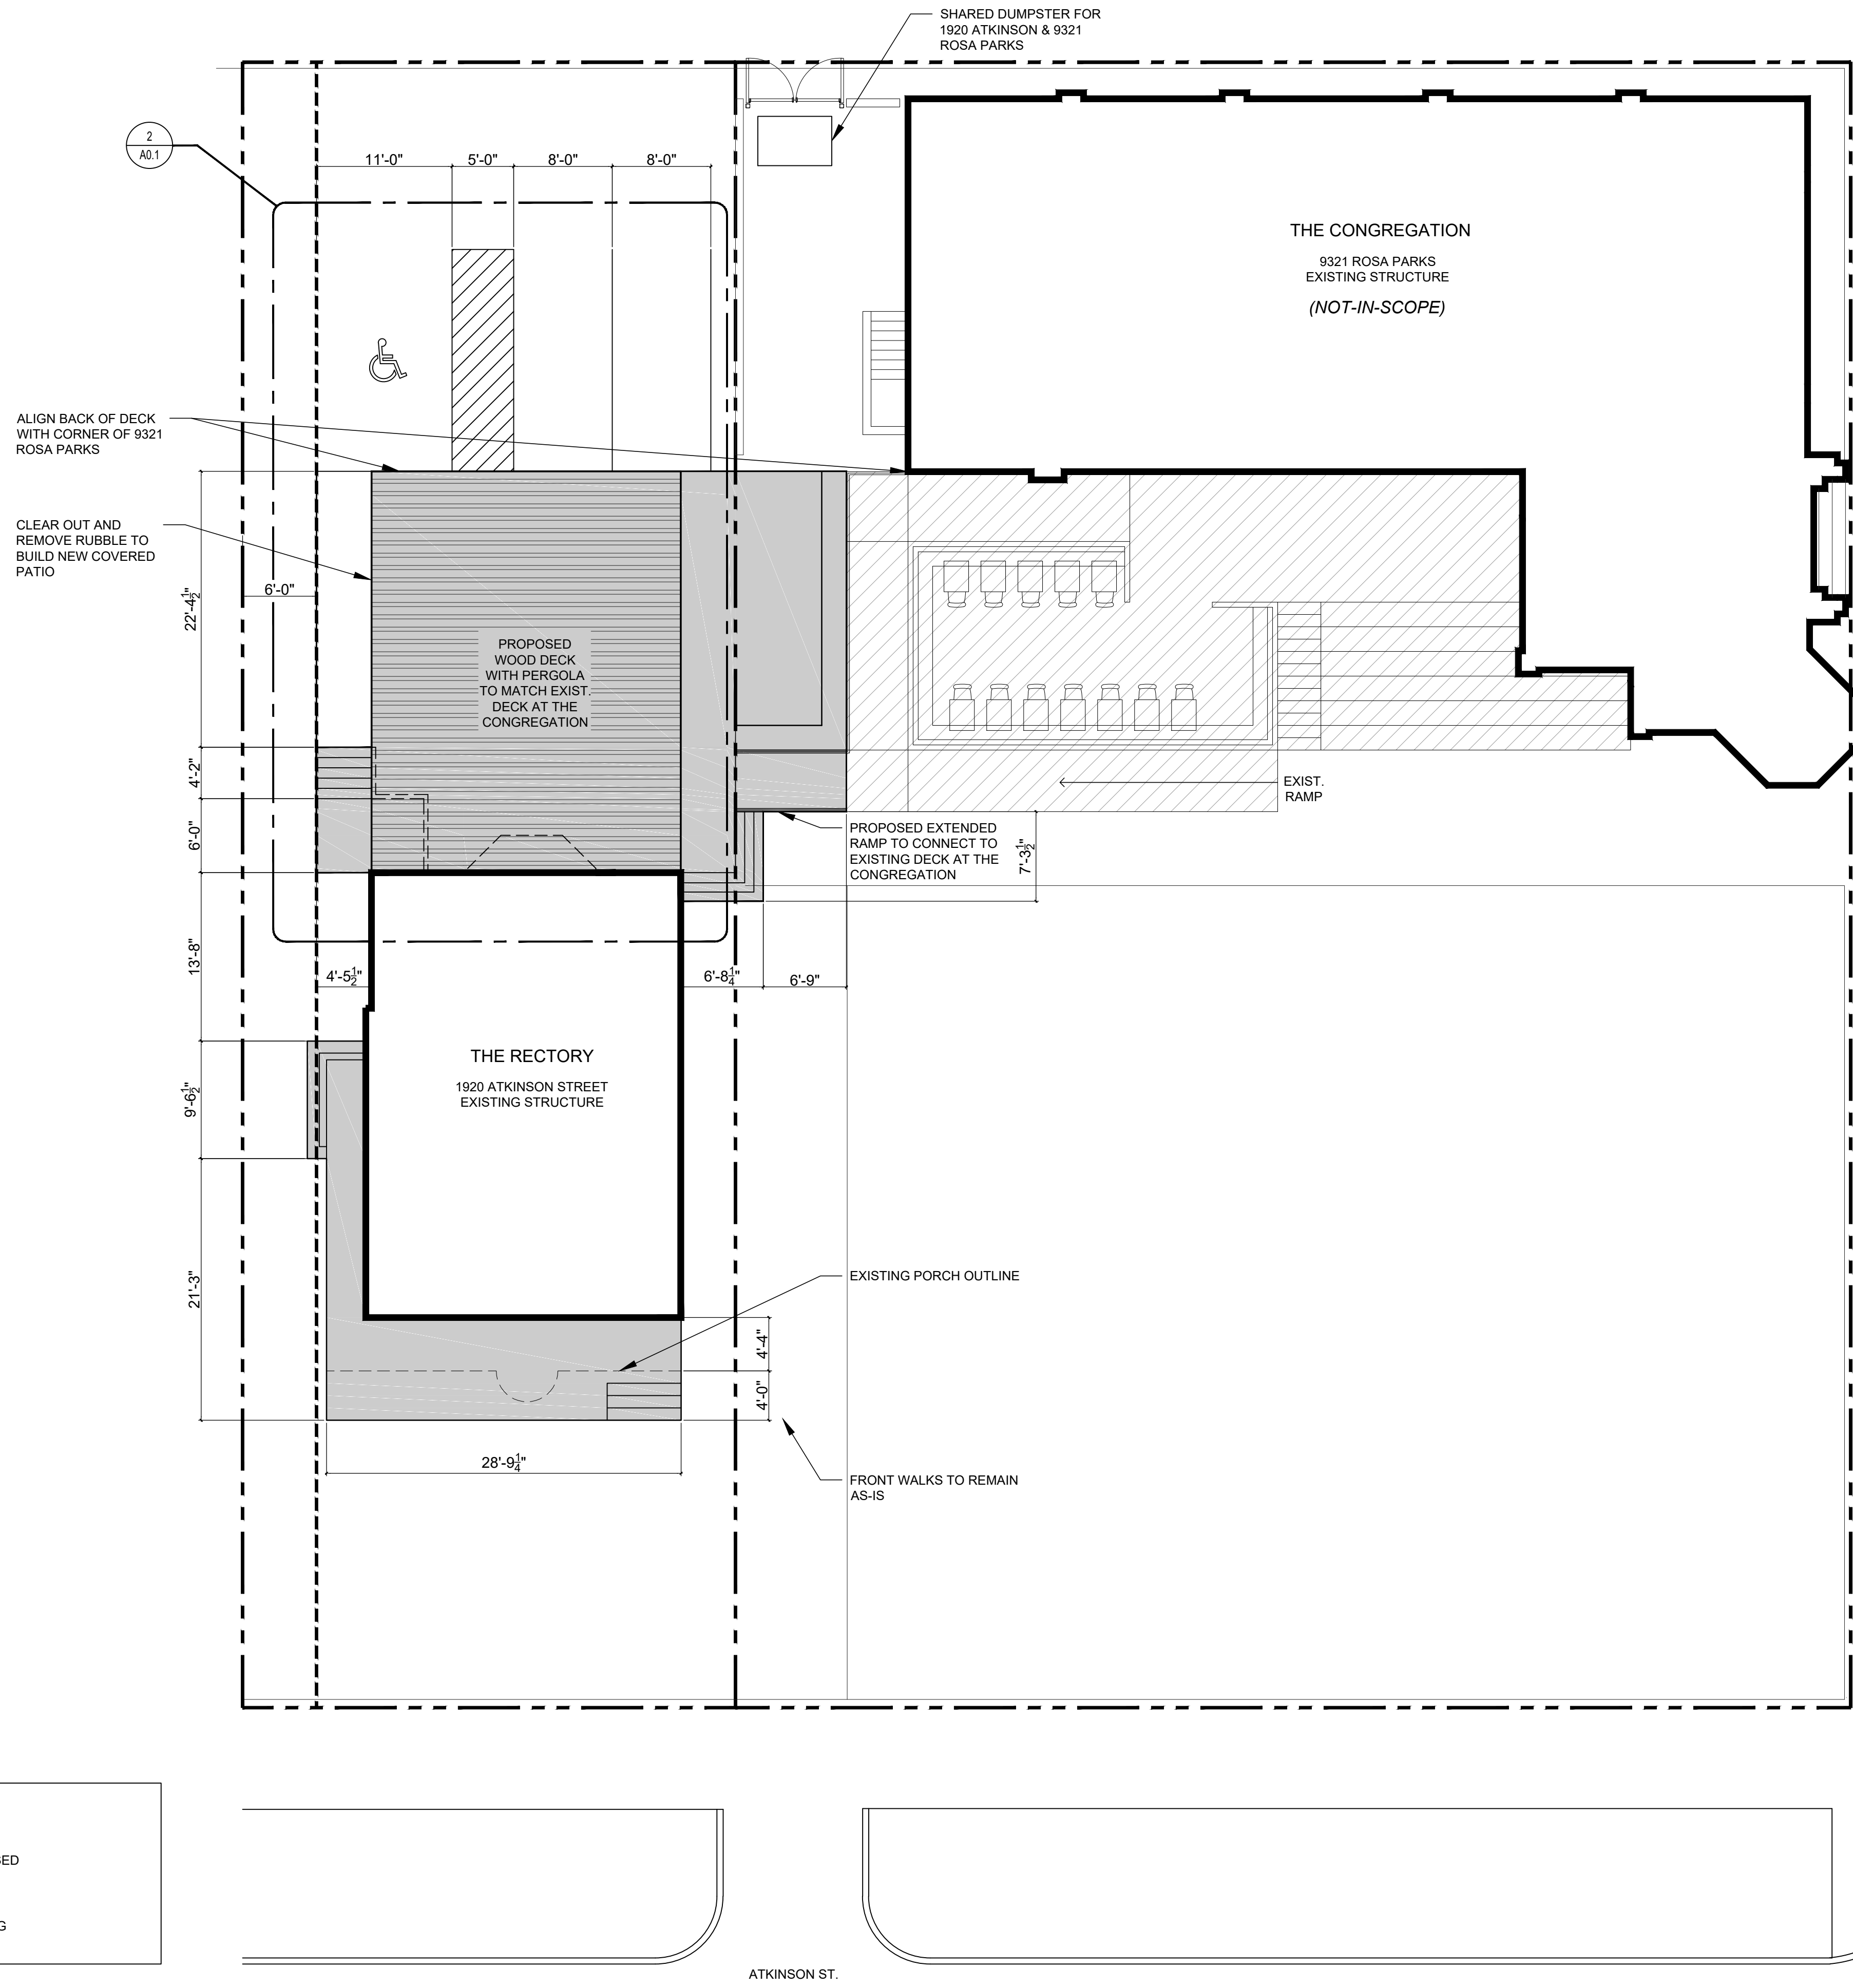 SHARED DUMPSTER FOR
1920 ATKINSON & 9321
ROSA PARKS
2
A0.1
11'-0"
5'-0"
8'-0"
8'-0"
THE CONGREGATION
9321 ROSA PARKS
EXISTING STRUCTURE
(NOT-IN-SCOPE)
ALIGN BACK OF DECK
WITH CORNER OF 9321
ROSA PARKS
CLEAR OUT AND
REMOVE RUBBLE TO
BUILD NEW COVERED
PATIO
6'-0"
22'-4½"
PROPOSED
WOOD DECK
WITH PERGOLA
TO MATCH EXIST.
DECK AT THE
CONGREGATION
4'-2"
6'-0"
EXIST.
RAMP
PROPOSED EXTENDED
RAMP TO CONNECT TO
EXISTING DECK AT THE
CONGREGATION
7'-3½"
13'-8"
4'-5½"
6'-8¼"
6'-9"
THE RECTORY
1920 ATKINSON STREET
EXISTING STRUCTURE
9'-6½"
21'-3"
EXISTING PORCH OUTLINE
4'-4"
4'-0"
28'-9¼"
FRONT WALKS TO REMAIN
AS-IS
ATKINSON ST.